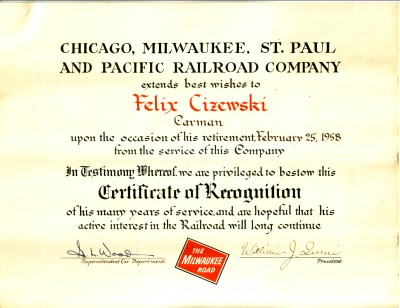 CHICAGO, MILWAUKEE, ST. PAUL
AND PACIFIC RAILROAD COMPANY
extends best wishes to
Felix Cizewski
Carman
upon the occasion of his retirement, February 25, 1958
from the service of this Company
In Testimony Whereof, we are privileged to bestow this
Certificate of Recognition
of his many years of service, and are hopeful that his
active interest in the Railroad will long continue
William J. Quinn
Superintendent Car Department
President
THE
MILWAUKEE
ROAD